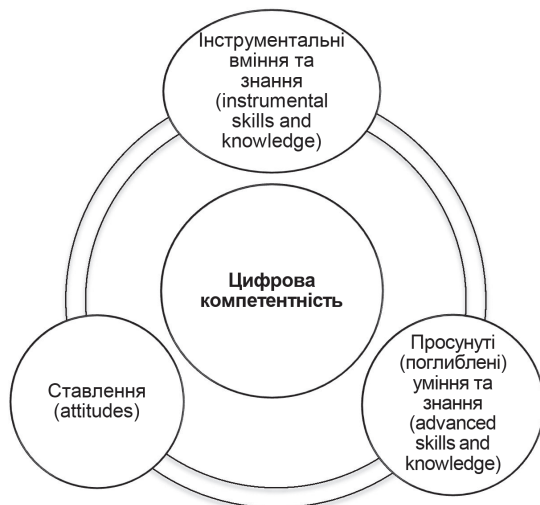 Інструментальні
вміння та
знання
(instrumental
skills and
knowledge)
Цифрова
компетентність
Ставлення
(attitudes)
Просунуті
(поглиблені)
уміння та
знання
(advanced
skills and
knowledge)